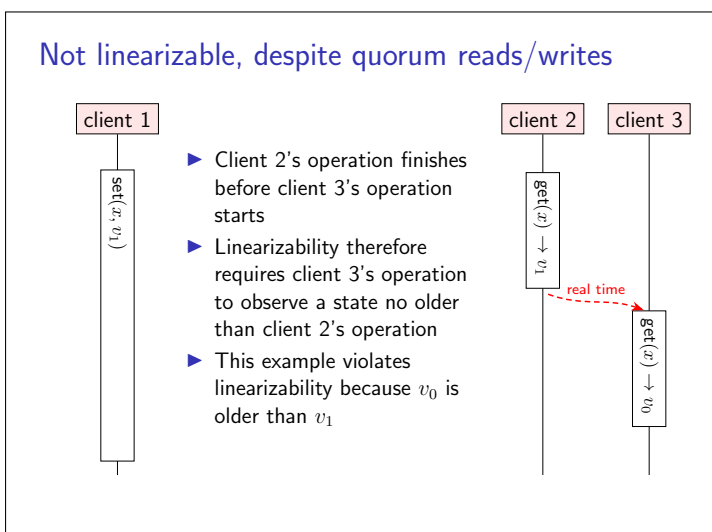 Not linearizable, despite quorum reads/writes
client 1
set(x, v₁)
▶ Client 2's operation finishes
before client 3's operation
starts
▶ Linearizability therefore
requires client 3's operation
to observe a state no older
than client 2's operation
▶ This example violates
linearizability because v₀ is
older than v₁
client 2
client 3
get(x) → v₁
real time
get(x) → v₀